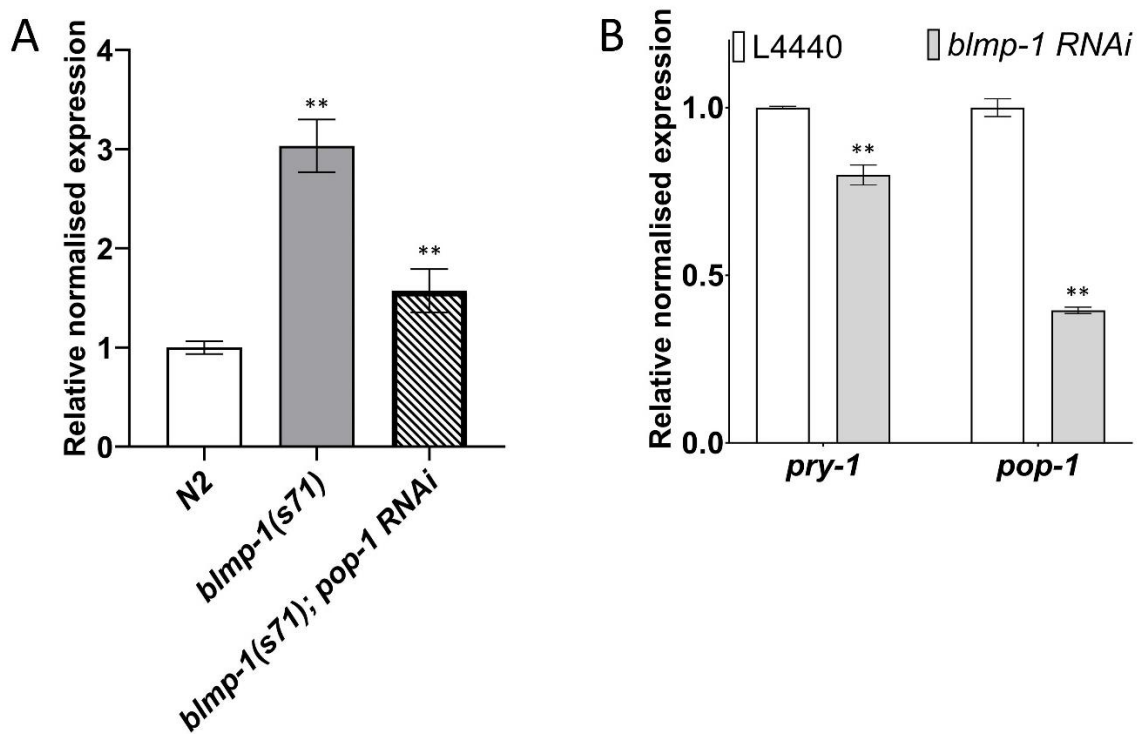 A
Relative normalised expression
4
3
2
1
0
**
**
N2
blmp-1(s71)
blmp-1(s71); pop-1 RNAi
B
L4440
blmp-1 RNAi
Relative normalised expression
1.0
0.5
0.0
**
**
pry-1
pop-1